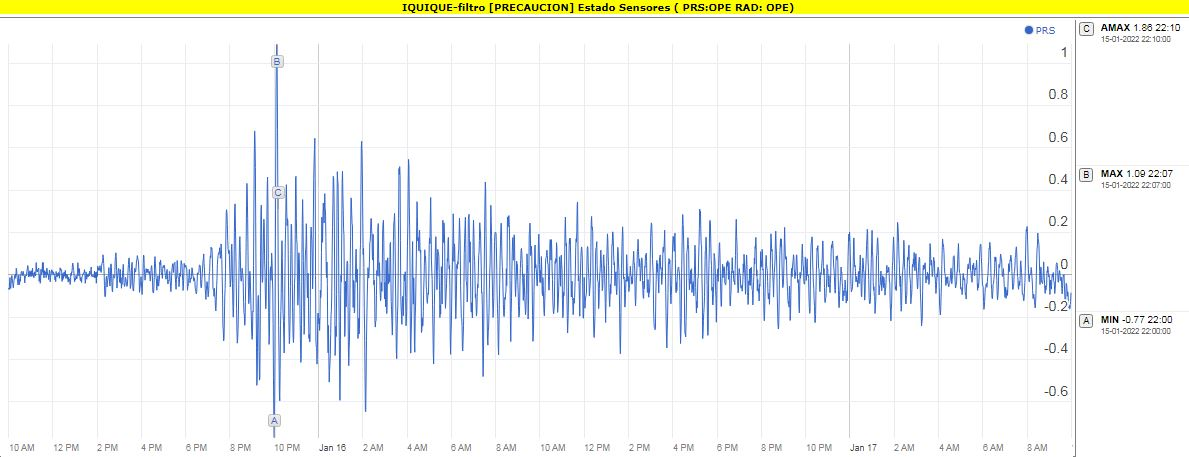 IQUIQUE-filtro [PRECAUCION] Estado Sensores ( PRS:OPE RAD: OPE)
PRS
C AMAX 1.86 22:10
15-01-2022 22:10:00
B MAX 1.09 22:07
15-01-2022 22:07:00
A MIN -0.77 22:00
15-01-2022 22:00:00
1
0.8
0.6
0.4
0.2
0
-0.2
-0.4
-0.6
B
C
A
10 AM 12 PM 2 PM 4 PM 6 PM 8 PM 10 PM Jan 16 2 AM 4 AM 6 AM 8 AM 10 AM 12 PM 2 PM 4 PM 6 PM 8 PM 10 PM Jan 17 2 AM 4 AM 6 AM 8 AM